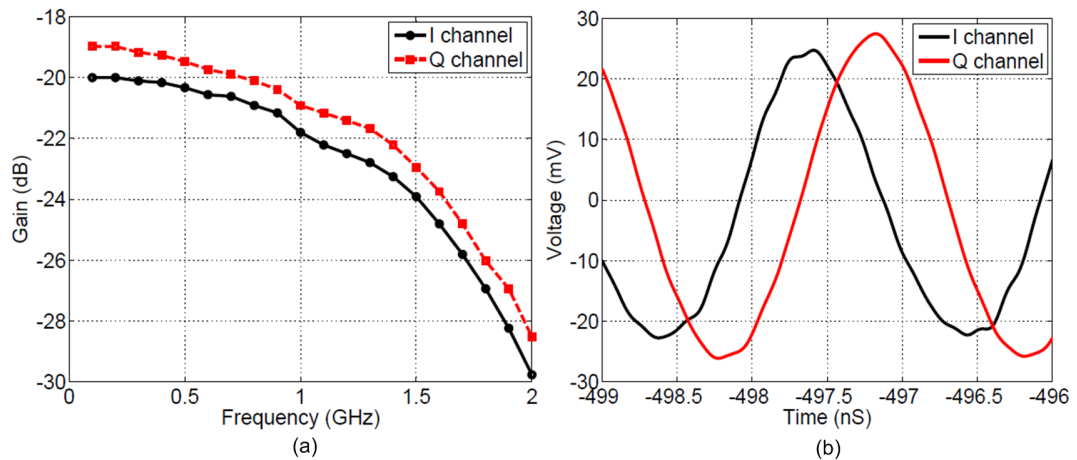 -18
-20
-22
-24
-26
-28
-30
0
0.5
1
1.5
2
Gain (dB)
Frequency (GHz)
I channel
Q channel
(a)
30
20
10
0
-10
-20
-30
-499
-498.5
-498
-497.5
-497
-496.5
-496
Voltage (mV)
Time (nS)
I channel
Q channel
(b)